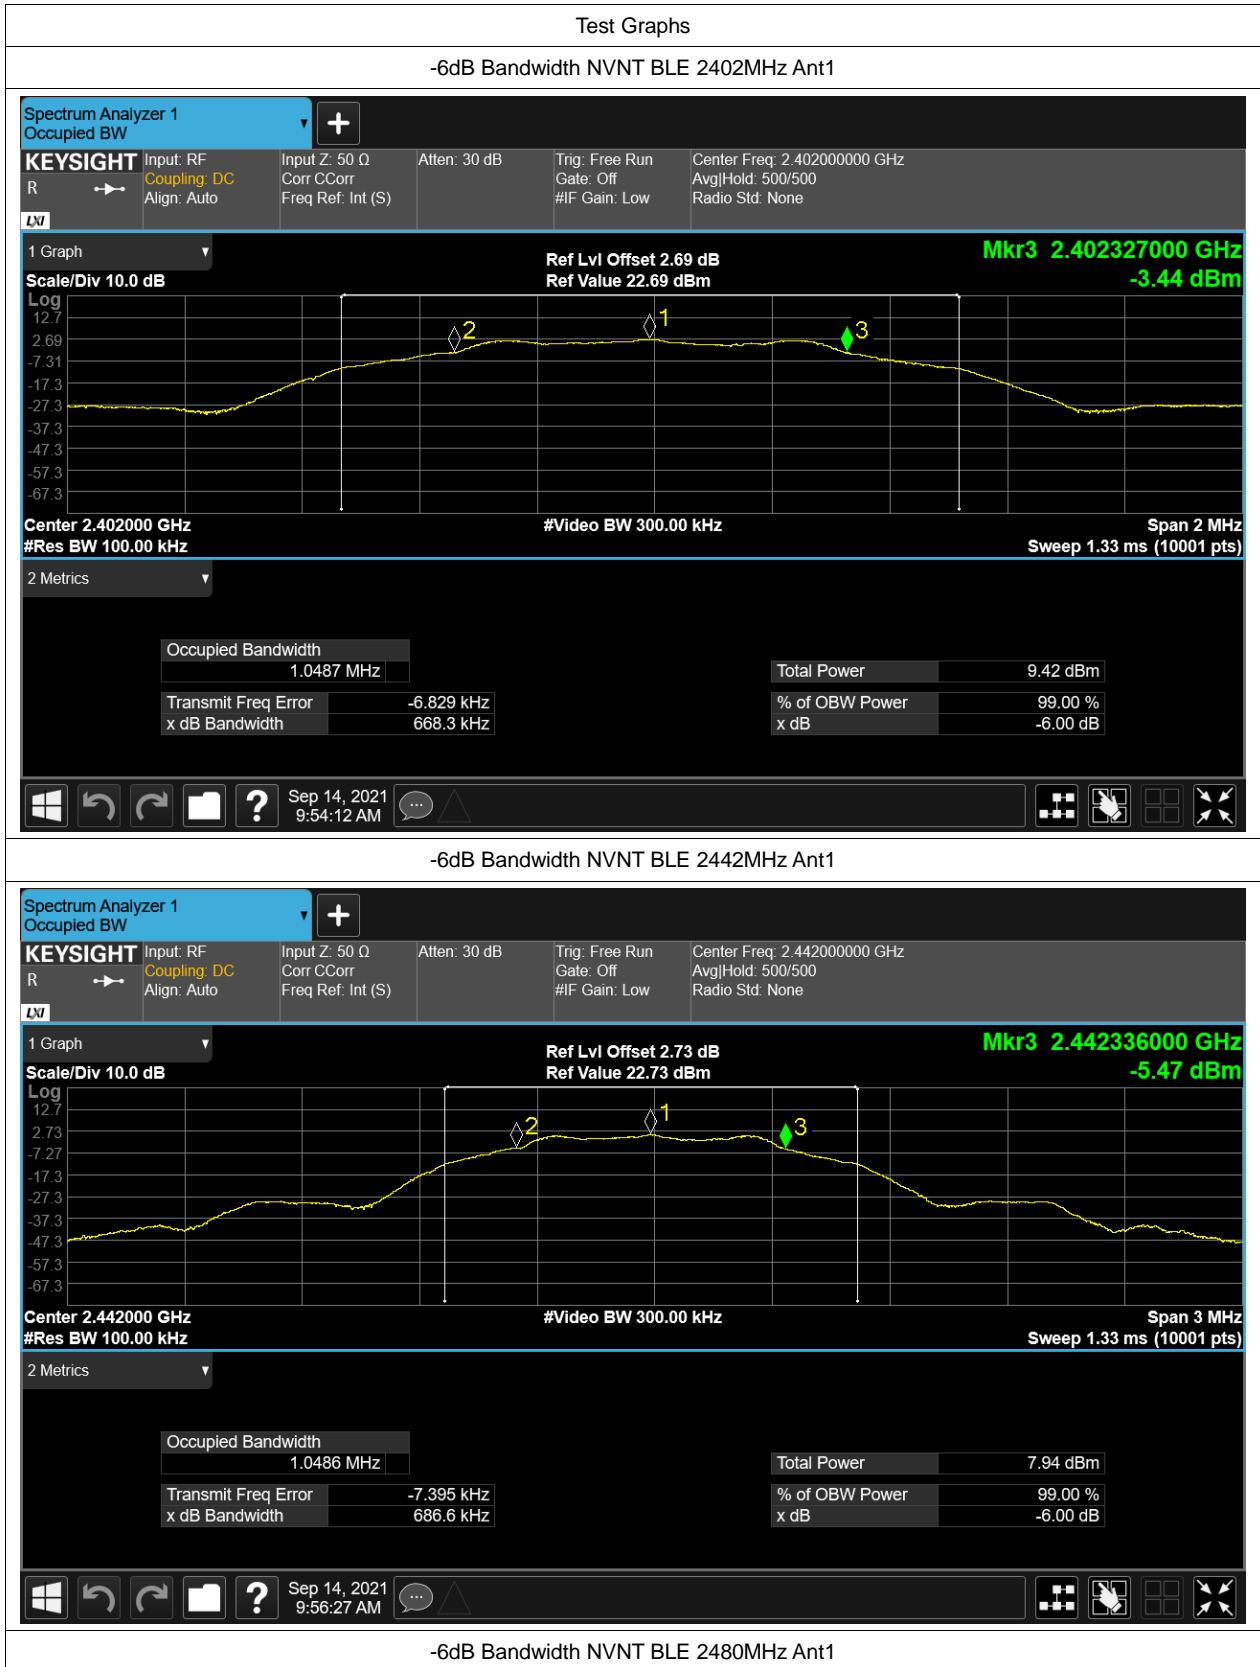 Test Graphs
-6dB Bandwidth NVNT BLE 2402MHz Ant1
Spectrum Analyzer 1
Occupied BW
KEYSIGHT Input: RF Input Z: 50 Ω Atten: 30 dB Trig: Free Run Center Freq: 2.402000000 GHz
R Coupling: DC Corr CCorr Gate: Off Avg|Hold: 500/500
Align: Auto Freq Ref: Int (S) #IF Gain: Low Radio Std: None
LXI
1 Graph Ref Lvl Offset 2.69 dB Mkr3 2.402327000 GHz
Scale/Div 10.0 dB Ref Value 22.69 dBm -3.44 dBm
Log
12.7
2.69
-7.31
-17.3
-27.3
-37.3
-47.3
-57.3
-67.3
2 1 3
Center 2.402000 GHz #Video BW 300.00 kHz Span 2 MHz
#Res BW 100.00 kHz Sweep 1.33 ms (10001 pts)
2 Metrics
Occupied Bandwidth
1.0487 MHz Total Power 9.42 dBm
Transmit Freq Error -6.829 kHz % of OBW Power 99.00 %
x dB Bandwidth 668.3 kHz x dB -6.00 dB
? Sep 14, 2021
9:54:12 AM
-6dB Bandwidth NVNT BLE 2442MHz Ant1
Spectrum Analyzer 1
Occupied BW
KEYSIGHT Input: RF Input Z: 50 Ω Atten: 30 dB Trig: Free Run Center Freq: 2.442000000 GHz
R Coupling: DC Corr CCorr Gate: Off Avg|Hold: 500/500
Align: Auto Freq Ref: Int (S) #IF Gain: Low Radio Std: None
LXI
1 Graph Ref Lvl Offset 2.73 dB Mkr3 2.442336000 GHz
Scale/Div 10.0 dB Ref Value 22.73 dBm -5.47 dBm
Log
12.7
2.73
-7.27
-17.3
-27.3
-37.3
-47.3
-57.3
-67.3
2 1 3
Center 2.442000 GHz #Video BW 300.00 kHz Span 3 MHz
#Res BW 100.00 kHz Sweep 1.33 ms (10001 pts)
2 Metrics
Occupied Bandwidth
1.0486 MHz Total Power 7.94 dBm
Transmit Freq Error -7.395 kHz % of OBW Power 99.00 %
x dB Bandwidth 686.6 kHz x dB -6.00 dB
? Sep 14, 2021
9:56:27 AM
-6dB Bandwidth NVNT BLE 2480MHz Ant1